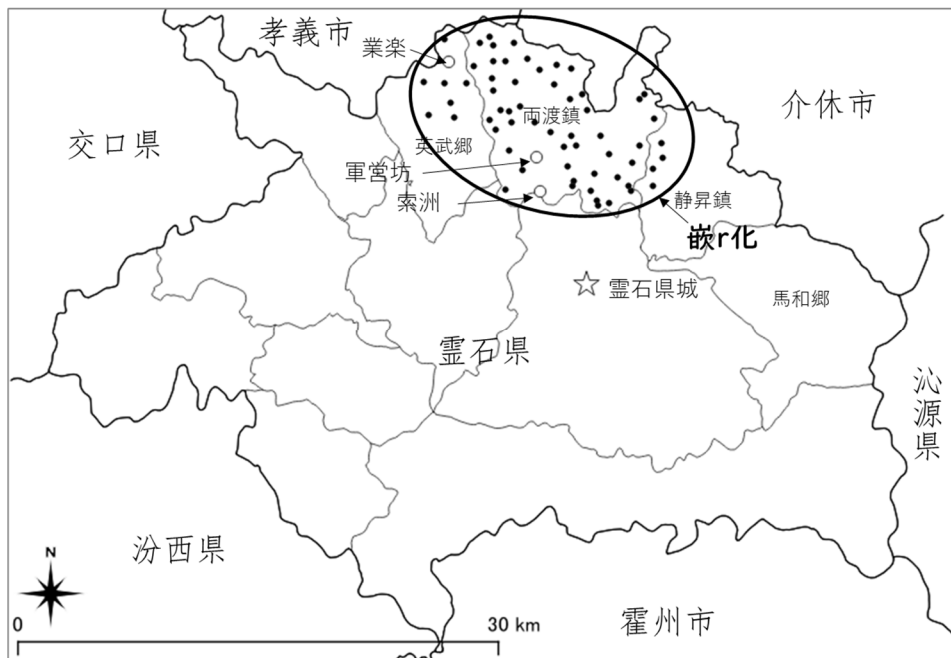 孝義市
業楽
介休市
両渡鎮
交口県
英武郷
軍営坊
索洲
静昇鎮
嵌r化
霊石県城
馬和郷
霊石県
沁源県
汾西県
N
霍州市
0 30 km